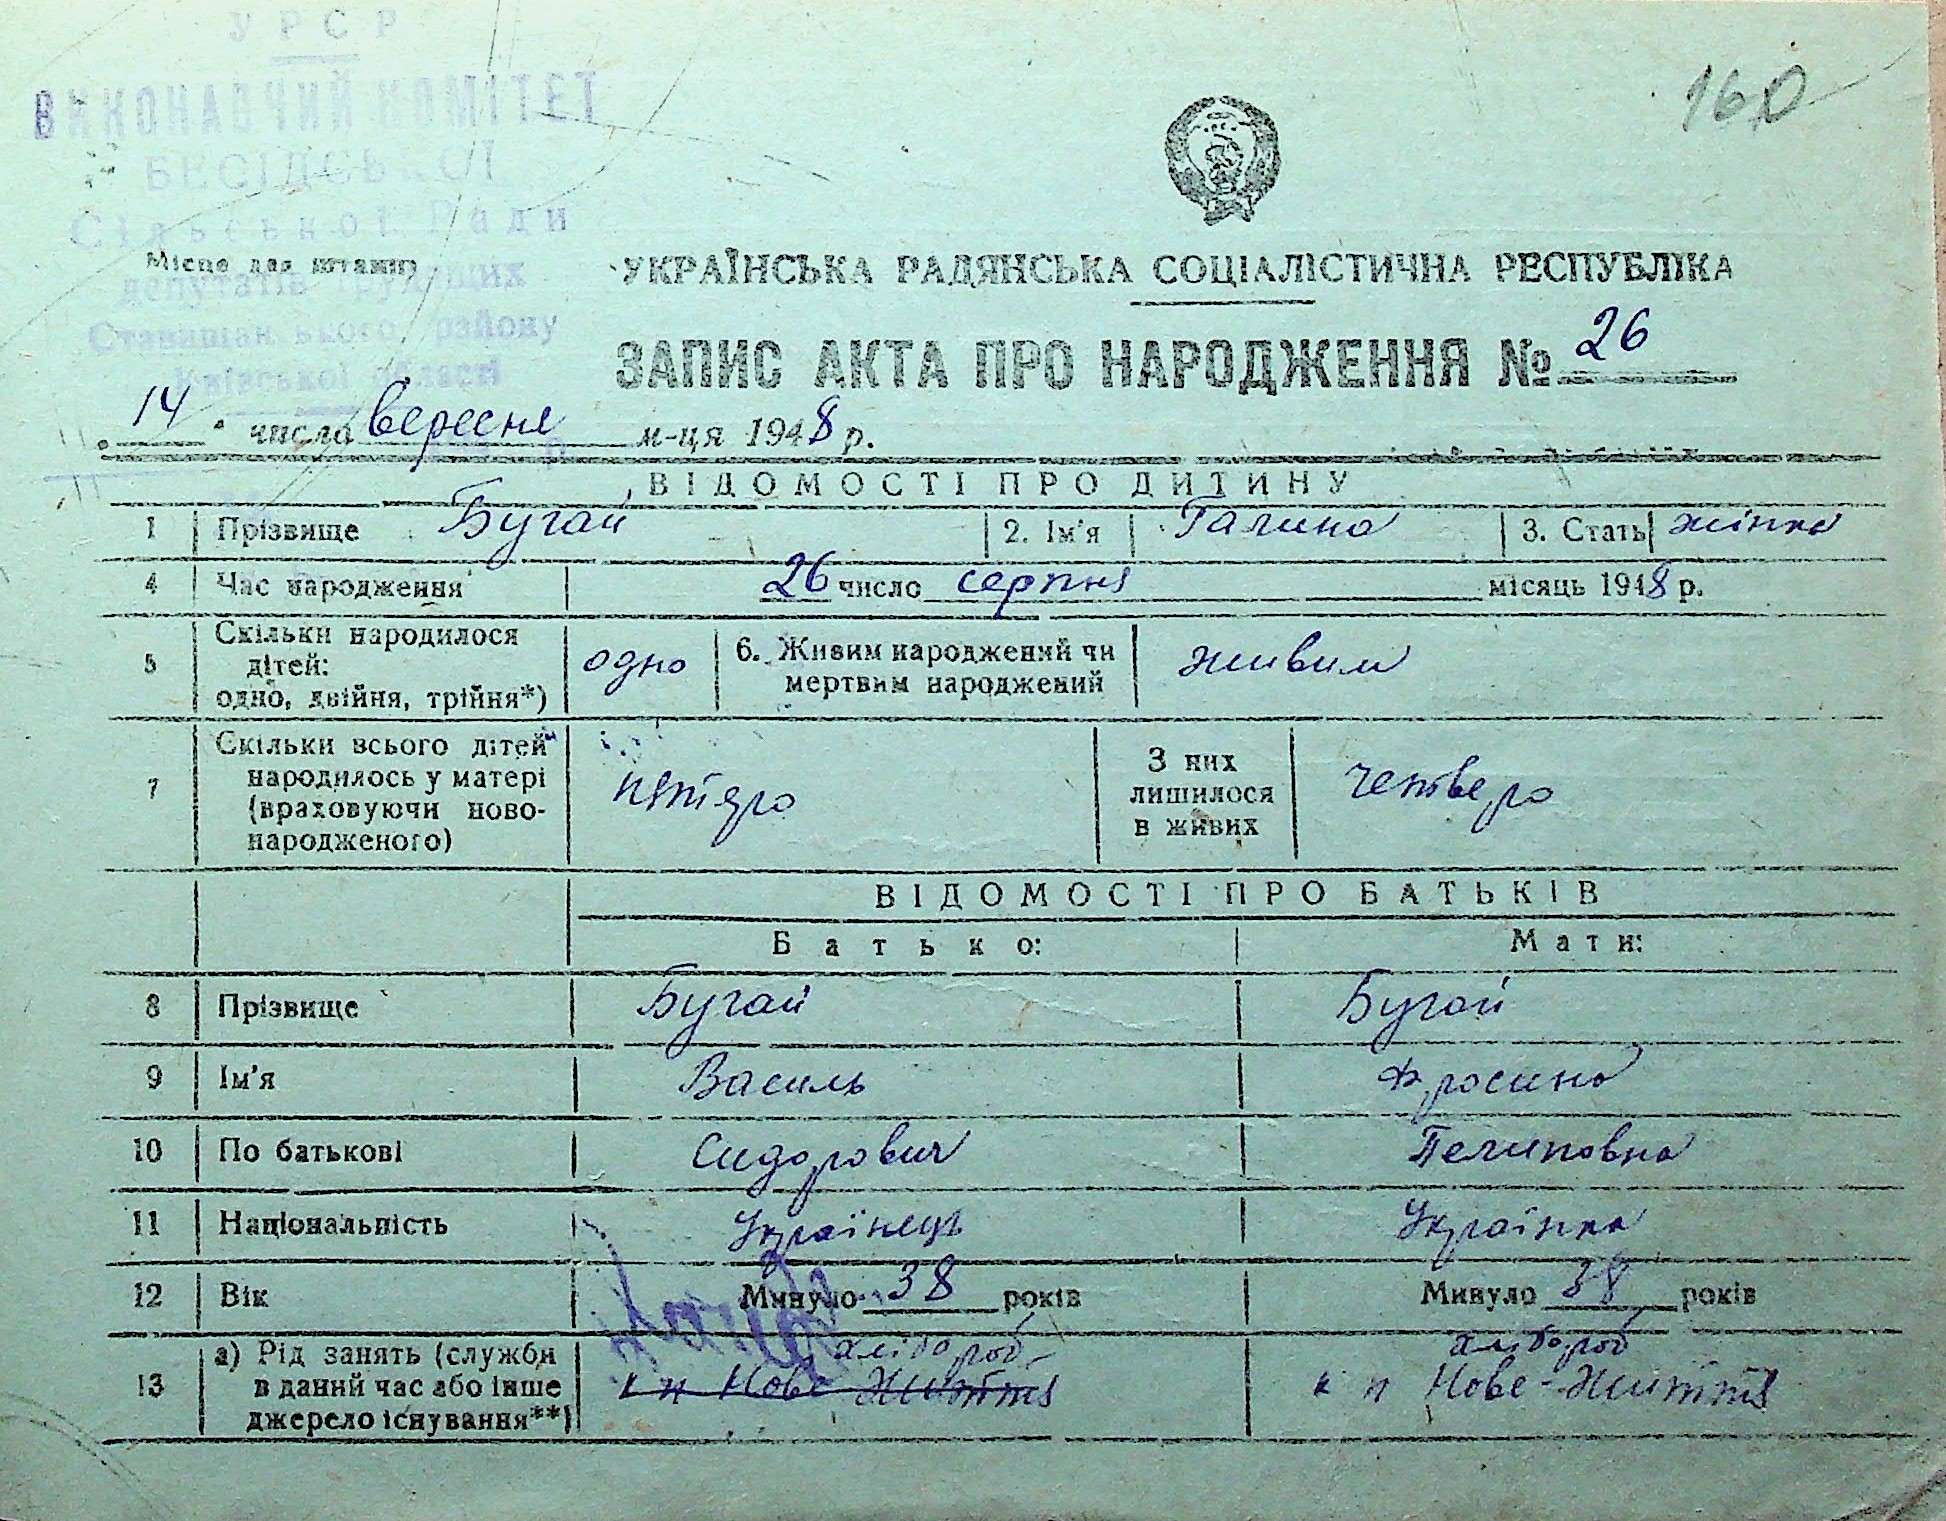 УРСР
ВИКОНАВЧИЙ КОМІТЕТ
БЕСІДСЬКОЇ
Сільської Ради
депутатів трудящих
Ставищанського району
Київської області
160
Місце для штампу
УКРАЇНСЬКА РАДЯНСЬКА СОЦІАЛІСТИЧНА РЕСПУБЛІКА
ЗАПИС АКТА ПРО НАРОДЖЕННЯ № 26
„14“ числа вересня м-ця 1948 р.
ВІДОМОСТІ ПРО ДИТИНУ
1 Прізвище Бугай 2. Ім'я Галина 3. Стать жінка
4 Час народження 26 число серпня місяць 1948 р.
5 Скільки народилося дітей: одно, двійня, трійня*) одно 6. Живим народжений чи мертвим народжений живим
7 Скільки всього дітей народилось у матері (враховуючи новонародженого) пятяро З них лишилося в живих четверо
ВІДОМОСТІ ПРО БАТЬКІВ
Батько: Мати:
8 Прізвище Бугай Бугай
9 Ім'я Василь Фросина
10 По батькові Сидорович Пелиповна
11 Національність Українець Українка
12 Вік Минуло 38 років Минуло 38 років
13 а) Рід занять (служби в даний час або інше джерело існування**) хлібороб к п Нове Життя хлібороб к п Нове-Життя